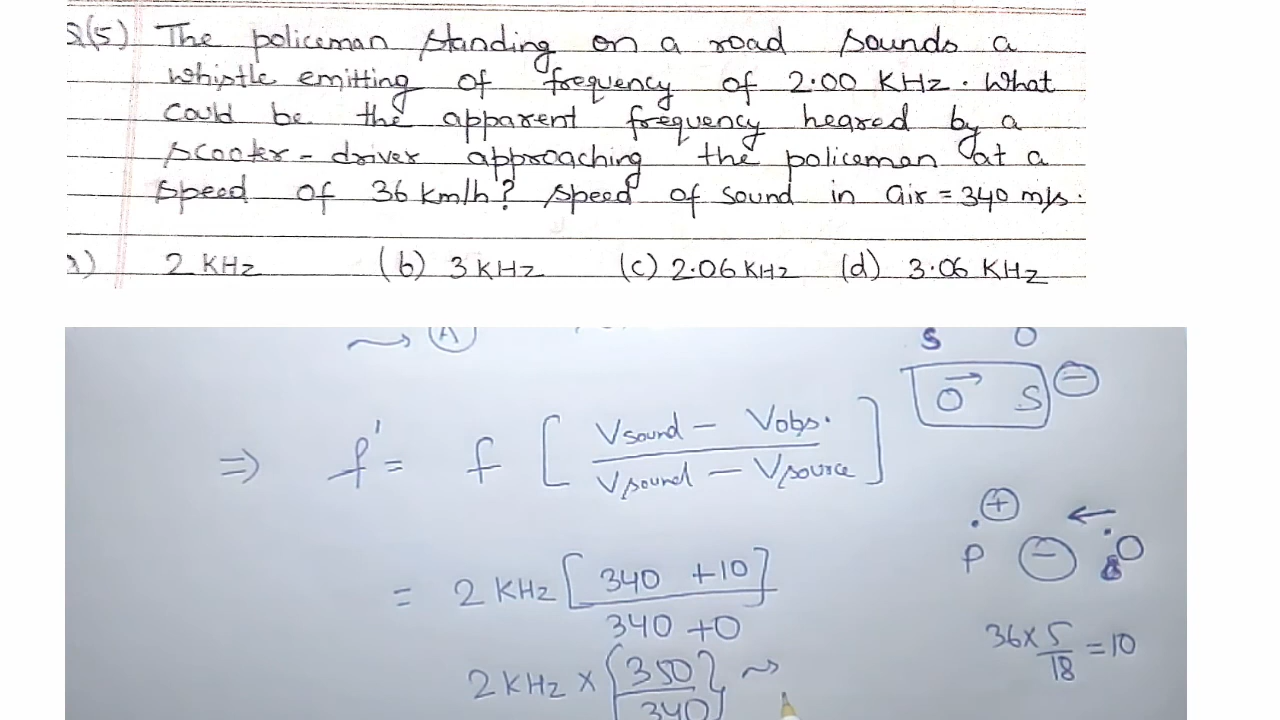 Q(5) The policeman standing on a road sounds a
whistle emitting of frequency of 2.00 KHz. What
could be the apparent frequency heared by a
scooter-driver approaching the policeman at a
speed of 36 Km/h? speed of sound in air = 340 m/s.
a) 2 KHz (b) 3 KHz (c) 2.06 KHz (d) 3.06 KHz
A S O
O S −
⇒ f' = f [ Vsound − Vobs. / Vsound − Vsource ]
+
P − O
= 2 KHz [ 340 + 10 / 340 + 0 ]
36 × 5/18 = 10
2 KHz × { 350 / 340 }